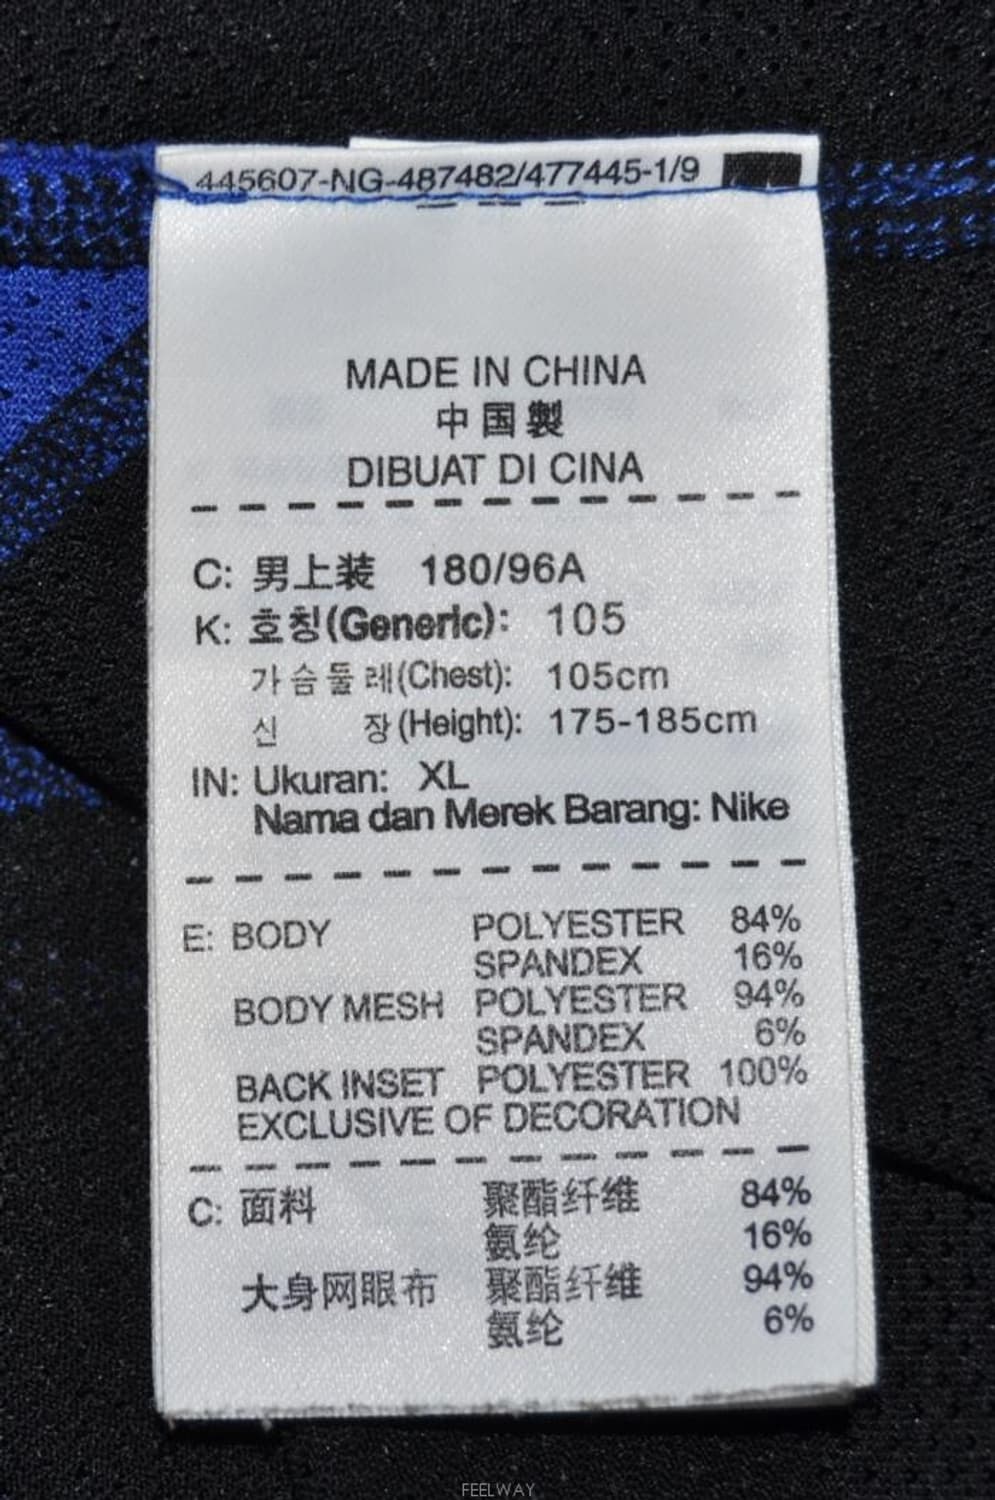 445607-NG-487482/477445-1/9
MADE IN CHINA
中国製
DIBUAT DI CINA
C: 男上装 180/96A
K: 호칭(Generic): 105
가슴둘레(Chest): 105cm
신 장(Height): 175-185cm
IN: Ukuran: XL
Nama dan Merek Barang: Nike
E: BODY POLYESTER 84%
SPANDEX 16%
BODY MESH POLYESTER 94%
SPANDEX 6%
BACK INSET POLYESTER 100%
EXCLUSIVE OF DECORATION
C: 面料 聚酯纤维 84%
氨纶 16%
大身网眼布 聚酯纤维 94%
氨纶 6%
FEELWAY